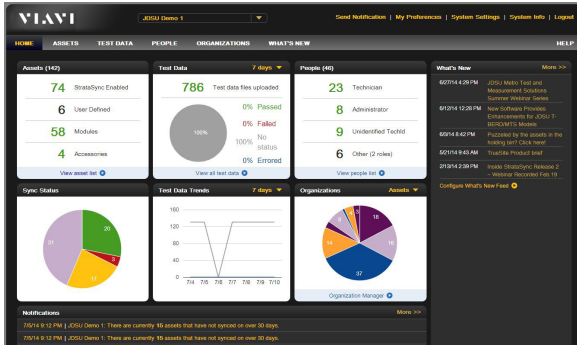 VIAVI
JDSU Demo 1
Send Notification | My Preferences | System Settings | System Info | Logout
HOME ASSETS TEST DATA PEOPLE ORGANIZATIONS WHAT'S NEW HELP
Assets (142)
74 StrataSync Enabled
6 User Defined
58 Modules
4 Accessories
View asset list
Test Data 7 days
786 Test data files uploaded
100%
0% Passed
0% Failed
100% No status
0% Errored
View all test data
People (46)
23 Technician
8 Administrator
9 Unidentified TechId
6 Other (2 roles)
View people list
What's New More >>
6/27/14 4:29 PM JDSU Metro Test and
Measurement Solutions
Summer Webinar Series
6/12/14 12:28 PM New Software Provides
Enhancements for JDSU T-
BERD/MTS Models
6/3/14 8:42 PM Puzzeled by the assets in the
holding bin? Click here!
5/21/14 9:43 AM TrueSite Product brief
2/13/14 2:39 PM Inside StrataSync Release 2
– Webinar Recorded Feb 19
Configure What's New Feed
Sync Status
20
3
17
31
Test Data Trends 7 days
160
120
80
40
0
7/4 7/6 7/6 7/7 7/8 7/9 7/10
Organizations Assets
3
18
16
37
14
8
Organization Manager
Notifications More >>
7/5/14 9:12 PM | JDSU Demo 1: There are currently 15 assets that have not synced on over 30 days.
7/5/14 9:12 PM | JDSU Demo 1: There are currently 15 assets that have not synced on over 30 days.